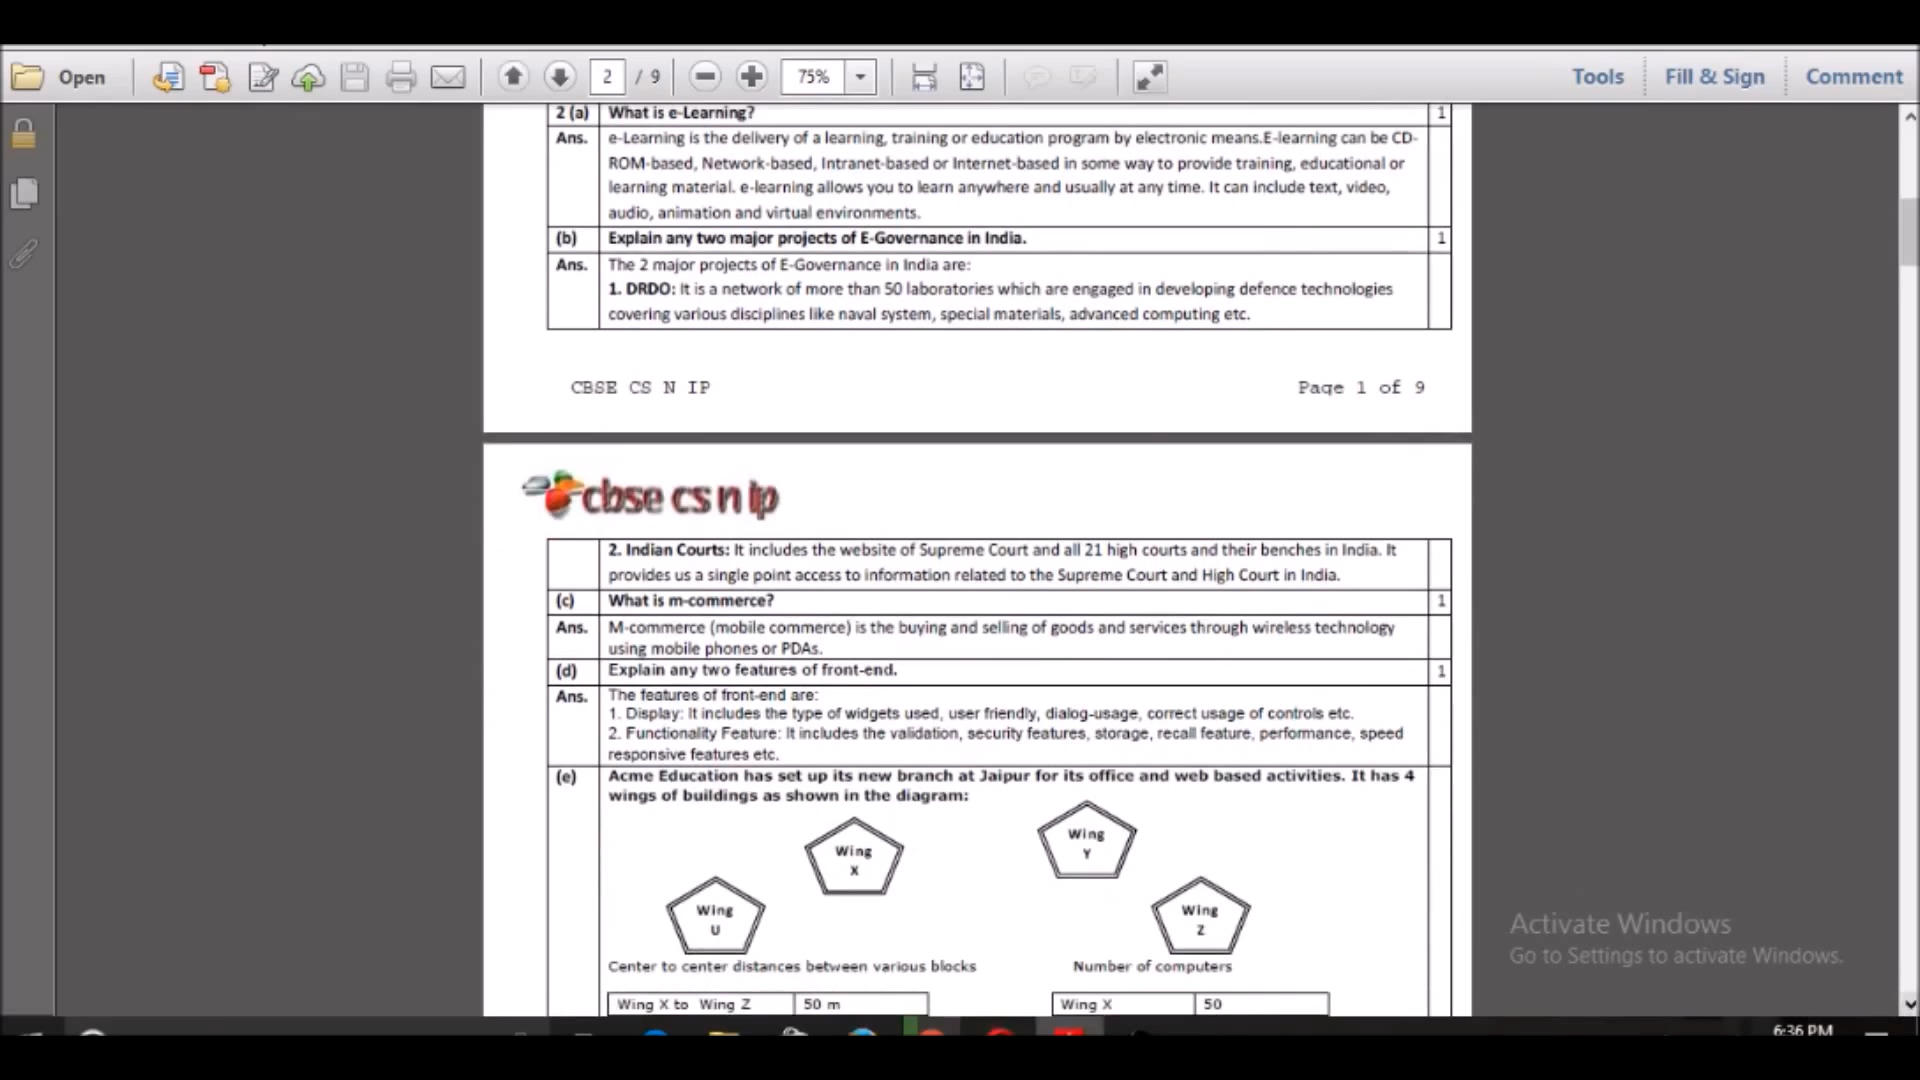 Open
2
/ 9
75%
Tools
Fill & Sign
Comment
2 (a) What is e-Learning? 1
Ans. e-Learning is the delivery of a learning, training or education program by electronic means.E-learning can be CD-
ROM-based, Network-based, Intranet-based or Internet-based in some way to provide training, educational or
learning material. e-learning allows you to learn anywhere and usually at any time. It can include text, video,
audio, animation and virtual environments.
(b) Explain any two major projects of E-Governance in India. 1
Ans. The 2 major projects of E-Governance in India are:
1. DRDO: It is a network of more than 50 laboratories which are engaged in developing defence technologies
covering various disciplines like naval system, special materials, advanced computing etc.
CBSE CS N IP
Page 1 of 9
cbse cs n ip
2. Indian Courts: It includes the website of Supreme Court and all 21 high courts and their benches in India. It
provides us a single point access to information related to the Supreme Court and High Court in India.
(c) What is m-commerce? 1
Ans. M-commerce (mobile commerce) is the buying and selling of goods and services through wireless technology
using mobile phones or PDAs.
(d) Explain any two features of front-end. 1
Ans. The features of front-end are:
1. Display: It includes the type of widgets used, user friendly, dialog-usage, correct usage of controls etc.
2. Functionality Feature: It includes the validation, security features, storage, recall feature, performance, speed
responsive features etc.
(e) Acme Education has set up its new branch at Jaipur for its office and web based activities. It has 4
wings of buildings as shown in the diagram:
Wing
X
Wing
Y
Wing
U
Wing
Z
Center to center distances between various blocks
Number of computers
Wing X to Wing Z 50 m
Wing X 50
Activate Windows
Go to Settings to activate Windows.
6:36 PM